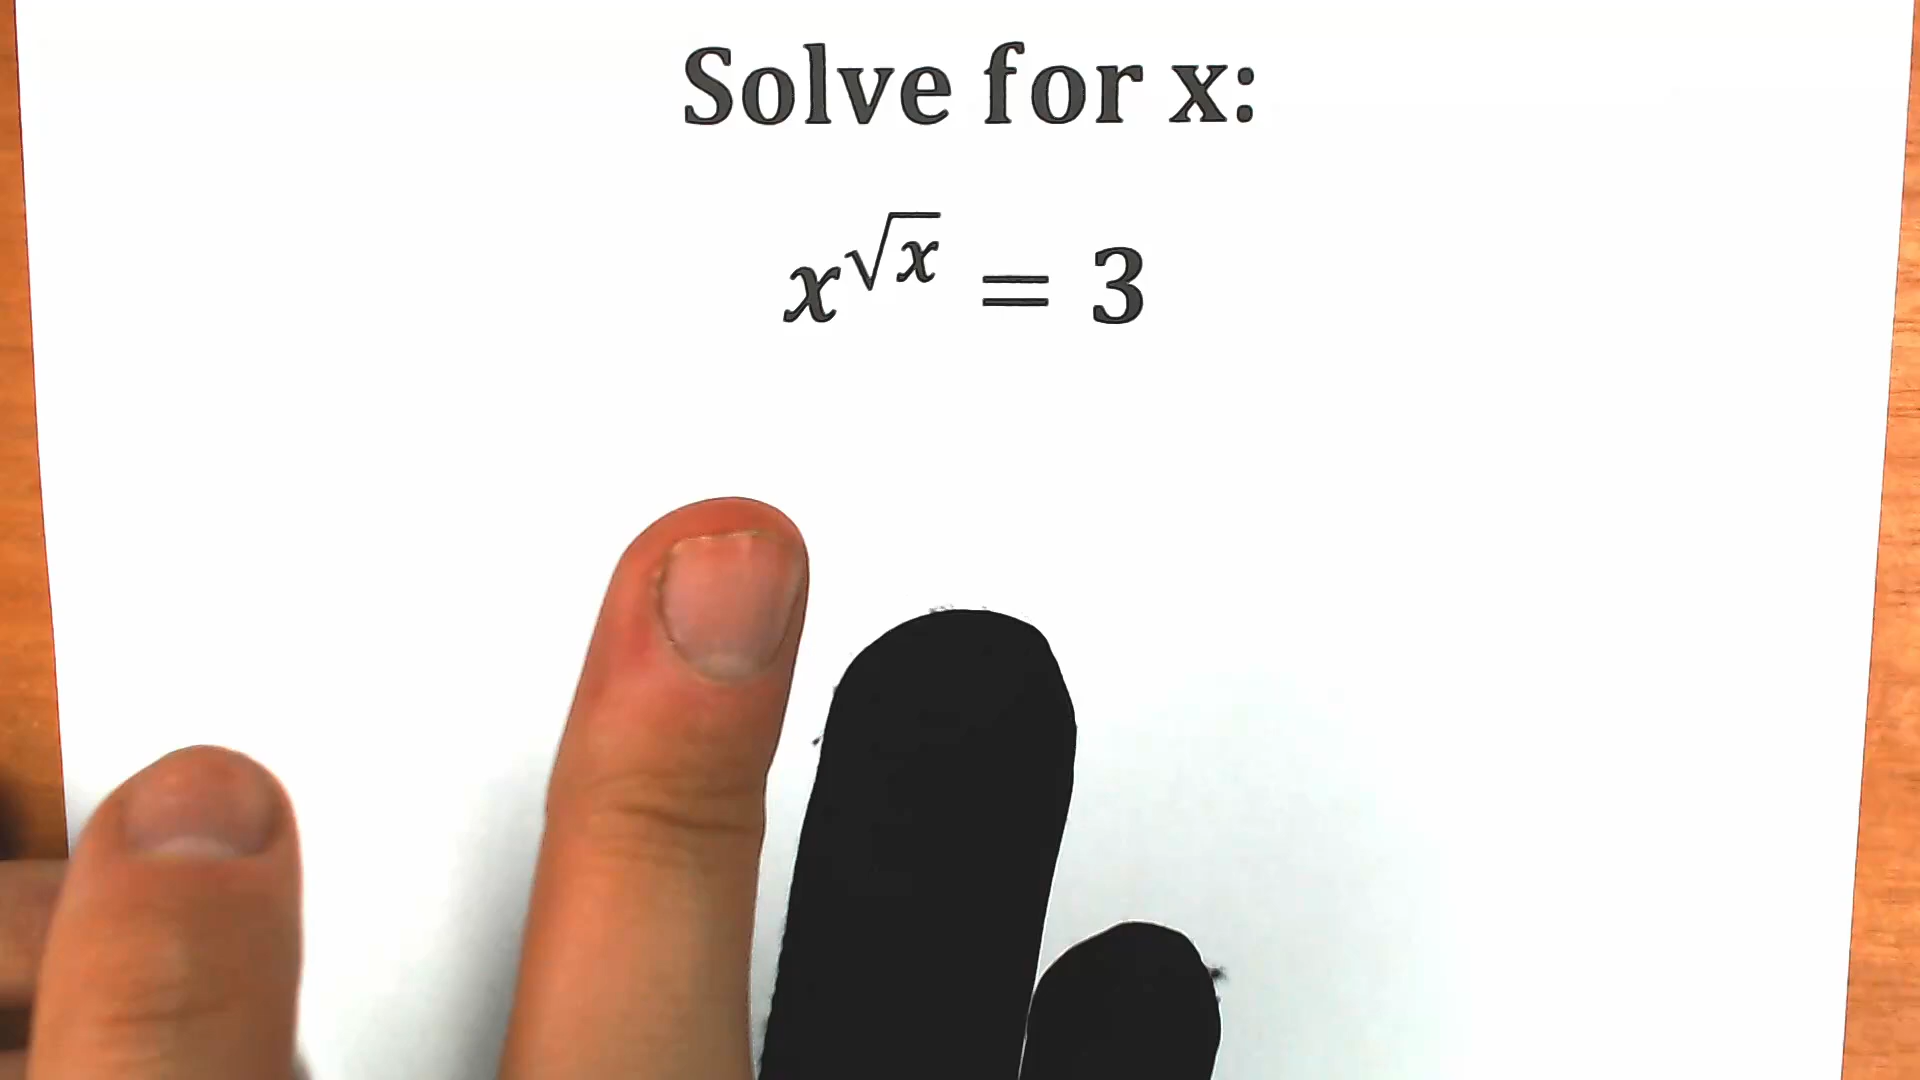 Solve for x:
x^√x = 3